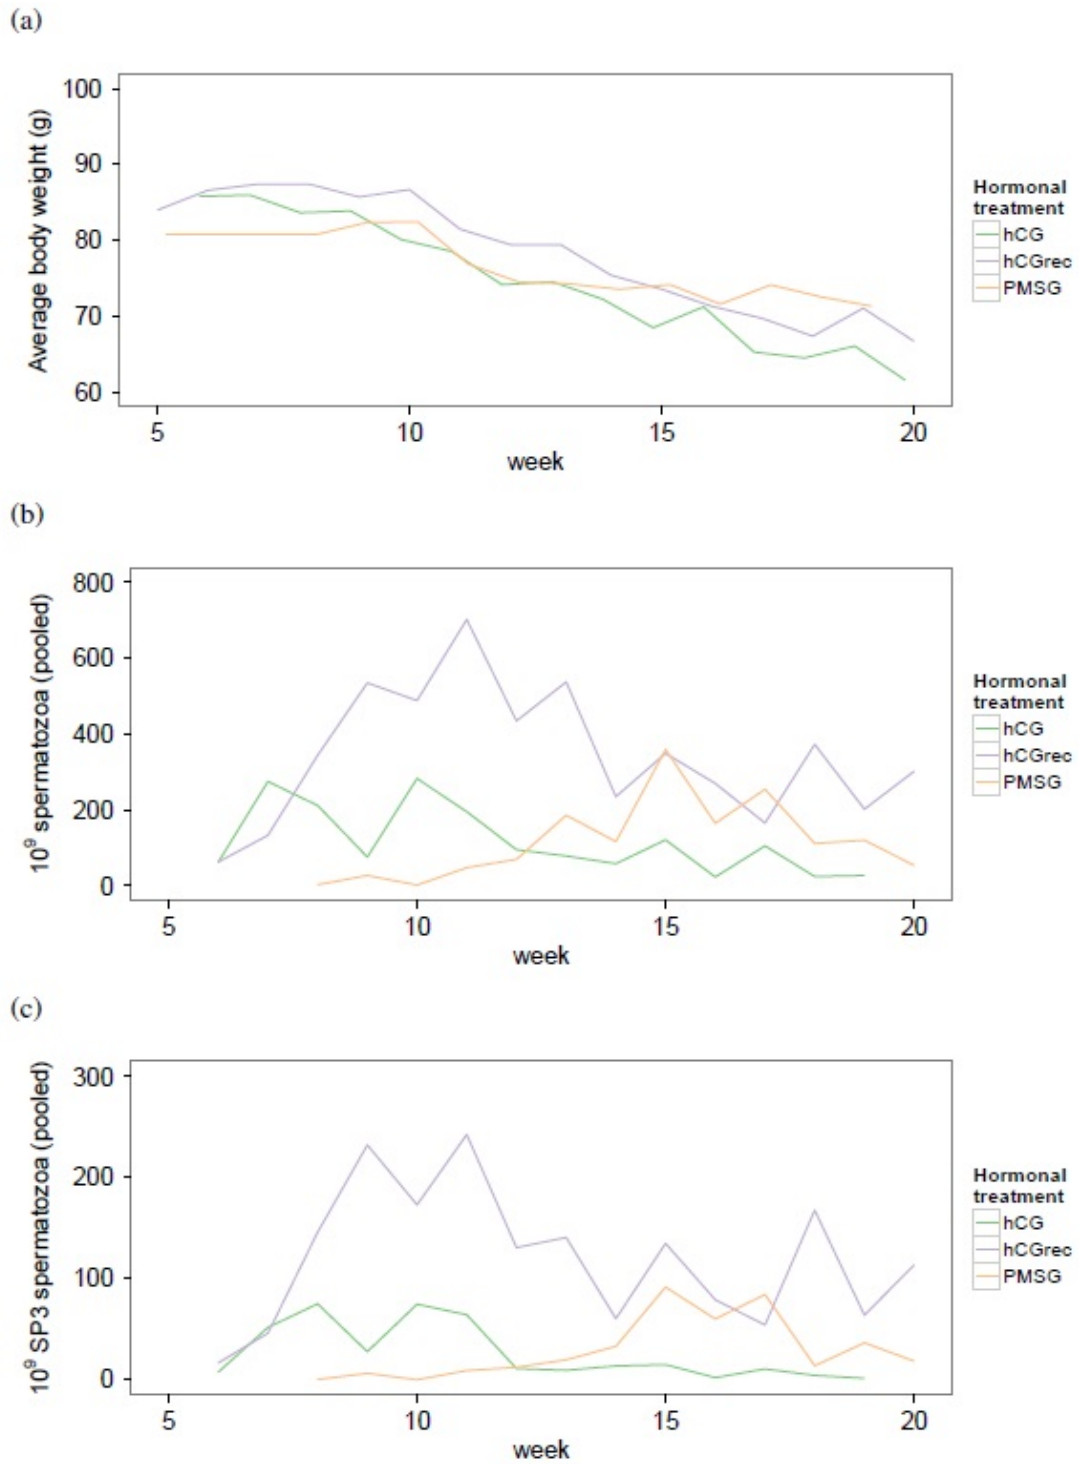 (a)
Average body weight (g)
100
90
80
70
60
5 10 15 20
week
Hormonal
treatment
hCG
hCGrec
PMSG
(b)
10⁹ spermatozoa (pooled)
800
600
400
200
0
5 10 15 20
week
Hormonal
treatment
hCG
hCGrec
PMSG
(c)
10⁹ SP3 spermatozoa (pooled)
300
200
100
0
5 10 15 20
week
Hormonal
treatment
hCG
hCGrec
PMSG